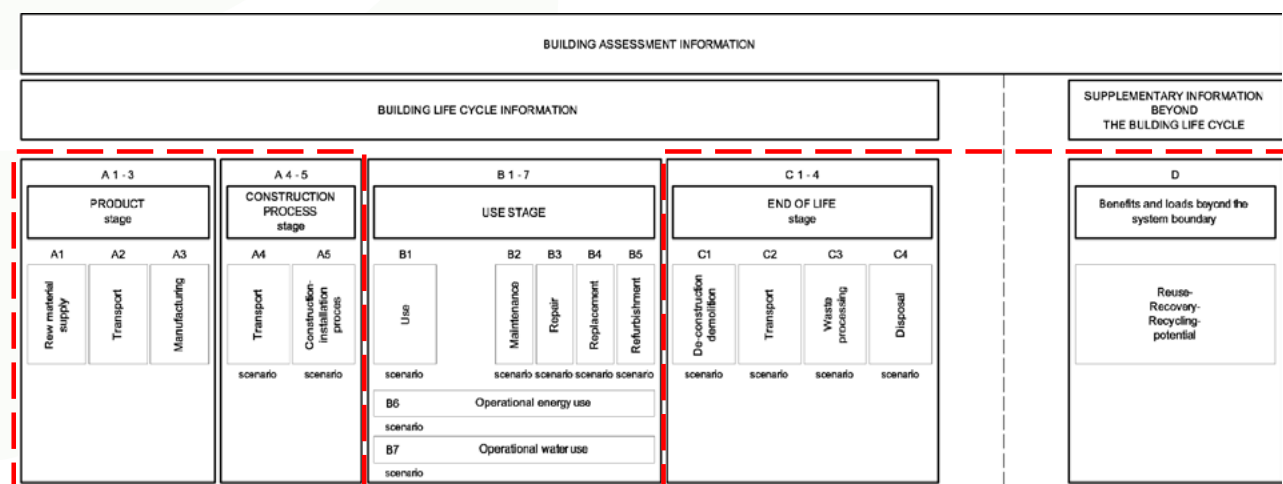 BUILDING ASSESSMENT INFORMATION
BUILDING LIFE CYCLE INFORMATION
SUPPLEMENTARY INFORMATION
BEYOND
THE BULDING LIFE CYCLE
A 1 - 3
PRODUCT
stage
A1
A2
A3
Rew material
supply
Transport
Manufacturing
A 4 - 5
CONSTRUCTION
PROCESS
stage
A4
A5
Transport
Construction-
installation
proces
scenario
scenario
B 1 - 7
USE STAGE
B1
B2
B3
B4
B5
Use
Maintenance
Repair
Replacement
Refurbishment
scenario
scenario
scenario
scenario
scenario
B6
Operational energy use
scenario
B7
Operational water use
scenario
C 1 - 4
END OF LIFE
stage
C1
C2
C3
C4
De-construction
demolition
Transport
Waste
processing
Disposal
scenario
scenario
scenario
scenario
D
Benefits and loads beyond the
system boundary
Reuse-
Recovery-
Recycling-
potential